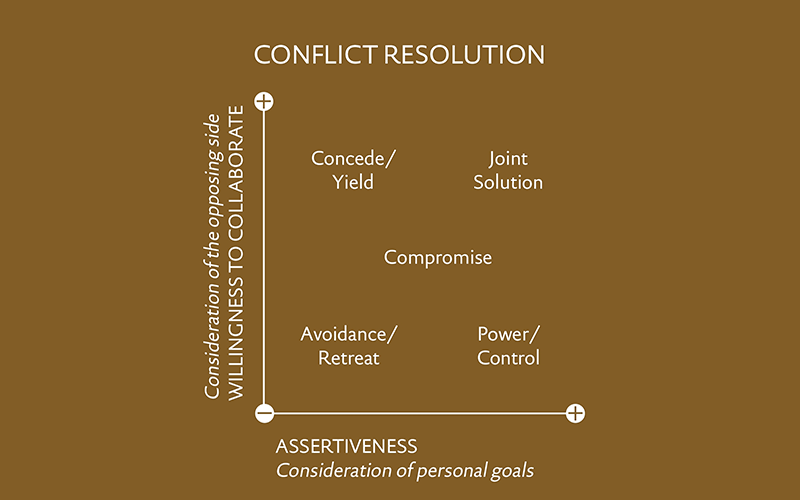 CONFLICT RESOLUTION
+
Consideration of the opposing side
WILLINGNESS TO COLLABORATE
Concede/
Yield
Joint
Solution
Compromise
Avoidance/
Retreat
Power/
Control
−
+
ASSERTIVENESS
Consideration of personal goals